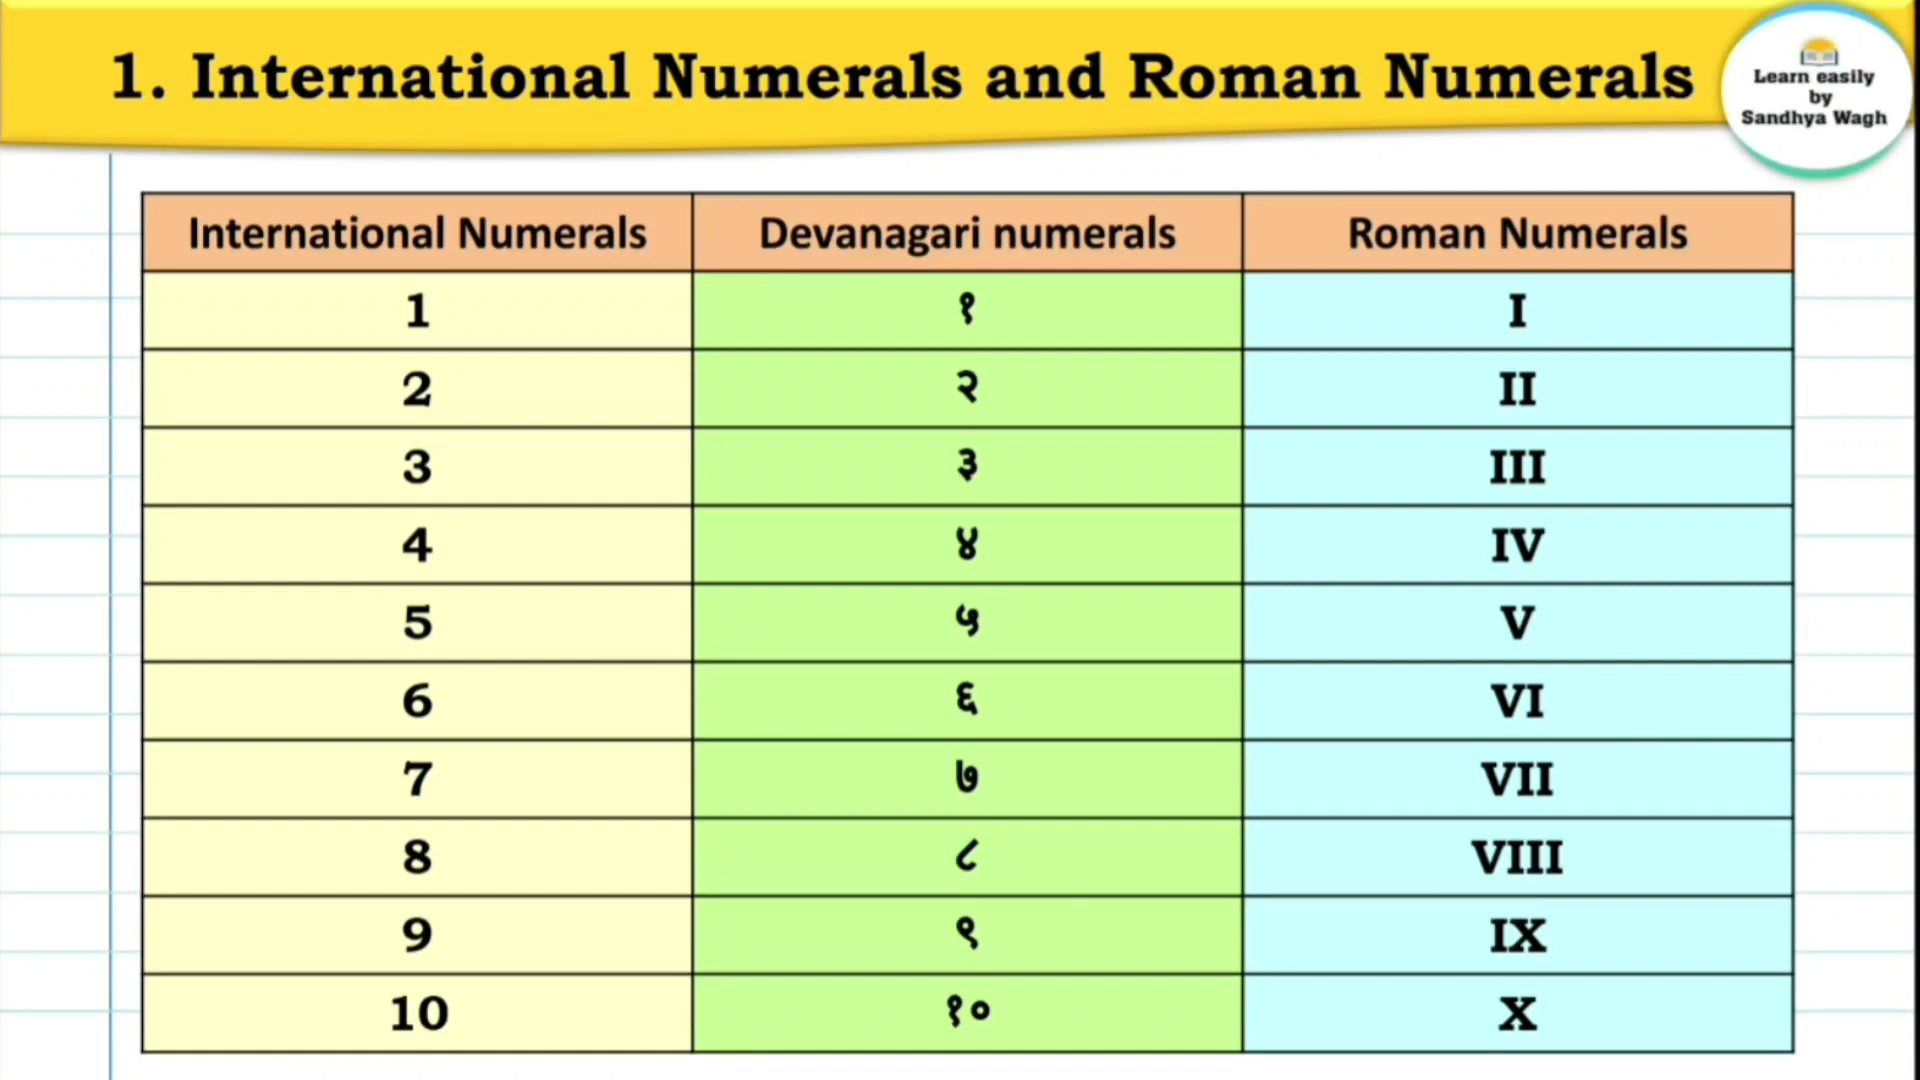 1. International Numerals and Roman Numerals
Learn easily
by
Sandhya Wagh
International Numerals Devanagari numerals Roman Numerals
1 १ I
2 २ II
3 ३ III
4 ४ IV
5 ५ V
6 ६ VI
7 ७ VII
8 ८ VIII
9 ९ IX
10 १० X